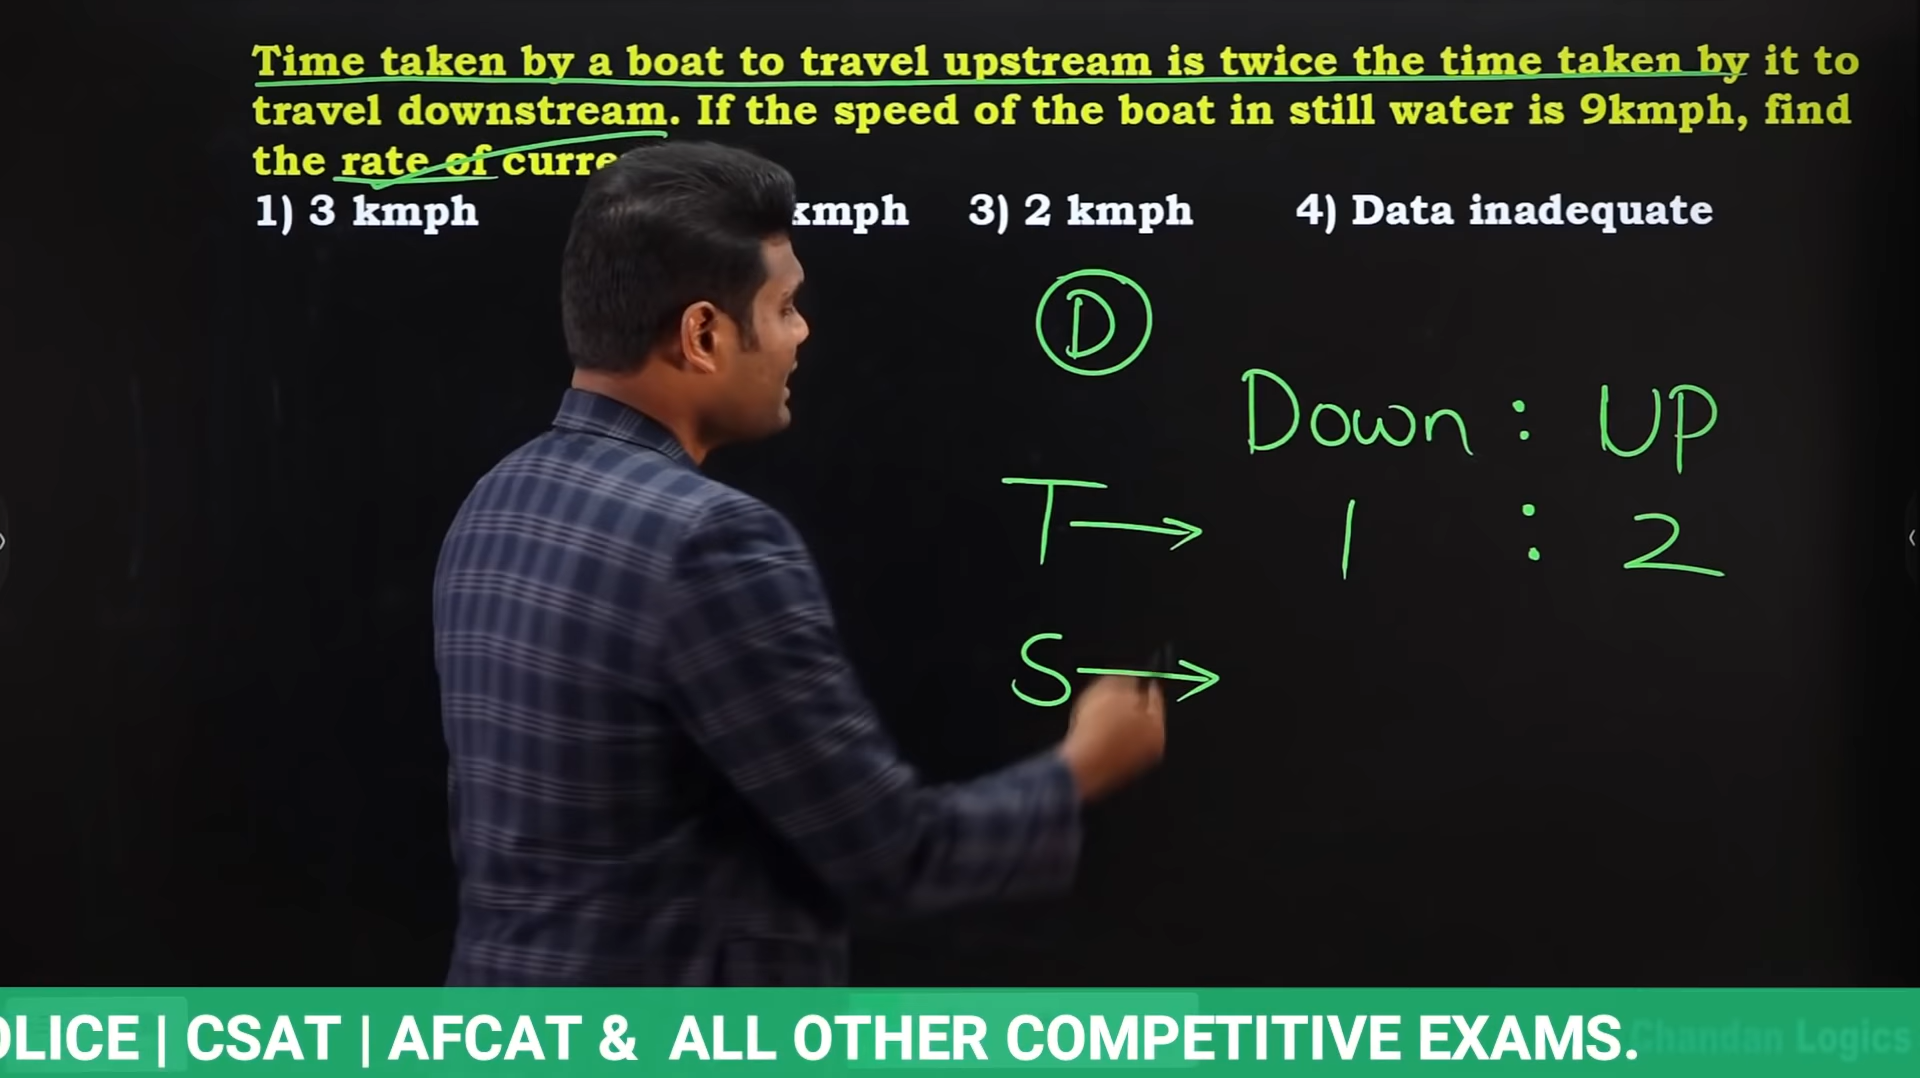 Time taken by a boat to travel upstream is twice the time taken by it to
travel downstream. If the speed of the boat in still water is 9kmph, find
the rate of
1) 3 kmph kmph 3) 2 kmph 4) Data inadequate
D
Down : UP
T → 1 : 2
S →
OLICE | CSAT | AFCAT & ALL OTHER COMPETITIVE EXAMS.
Chandan Logics